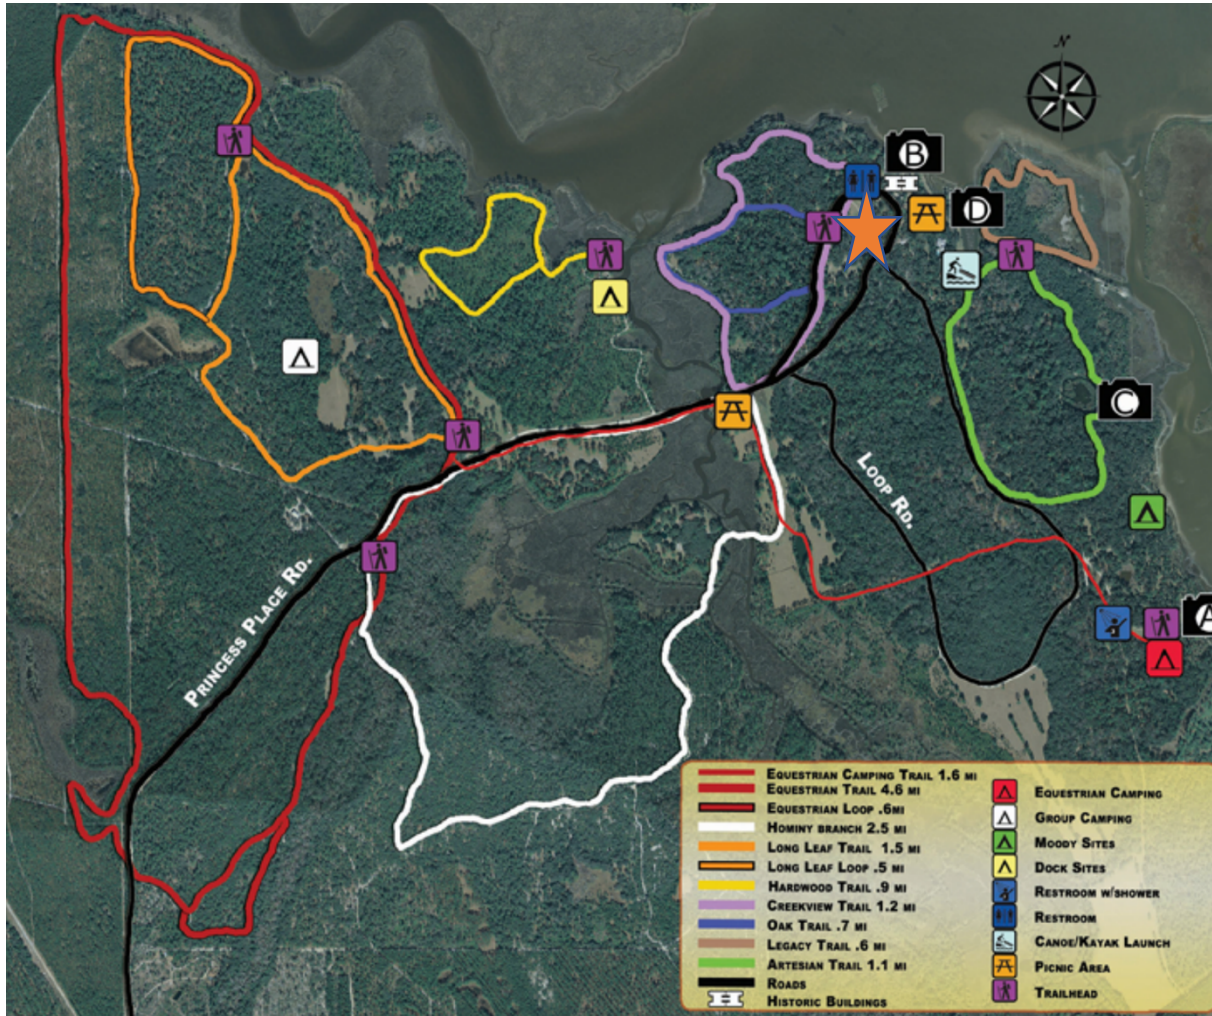 N
B
D
C
Loop Rd.
Princess Place Rd.
A
Equestrian Camping Trail 1.6 mi
Equestrian Trail 4.6 mi
Equestrian Loop .6mi
Hominy branch 2.5 mi
Long Leaf Trail 1.5 mi
Long Leaf Loop .5 mi
Hardwood Trail .9 mi
Creekview Trail 1.2 mi
Oak Trail .7 mi
Legacy Trail .6 mi
Artesian Trail 1.1 mi
Roads
Historic Buildings
Equestrian Camping
Group Camping
Moody Sites
Dock Sites
Restroom w/shower
Restroom
Canoe/Kayak Launch
Picnic Area
Trailhead